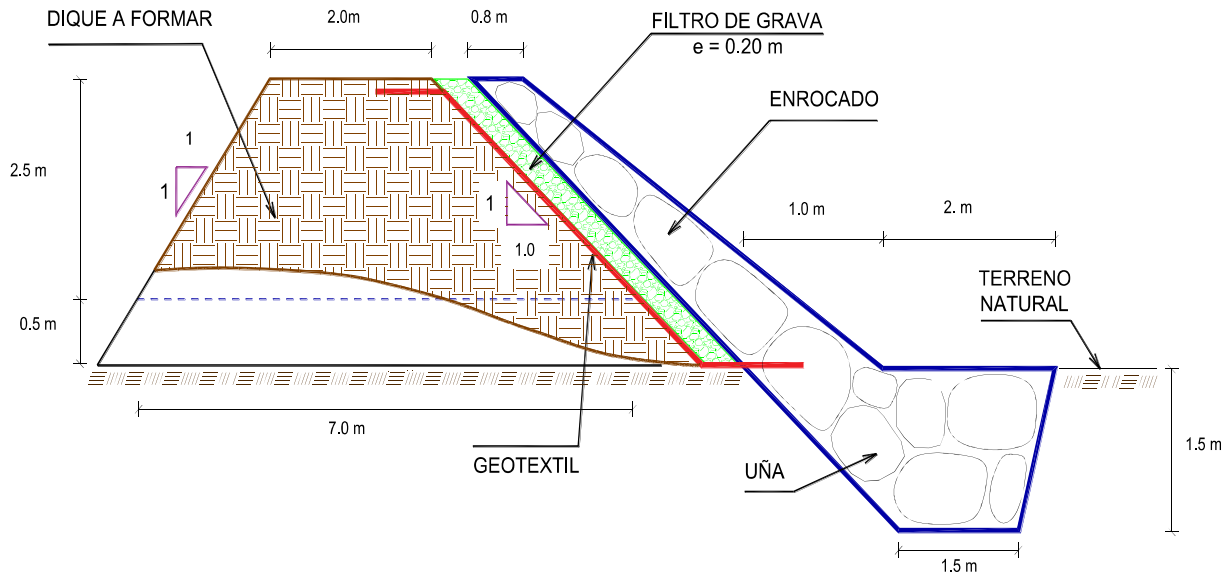 DIQUE A FORMAR
2.0m
0.8 m
FILTRO DE GRAVA
e = 0.20 m
ENROCADO
1
1
2.5 m
1
1.0
1.0 m
2. m
TERRENO
NATURAL
0.5 m
7.0 m
GEOTEXTIL
UÑA
1.5 m
1.5 m